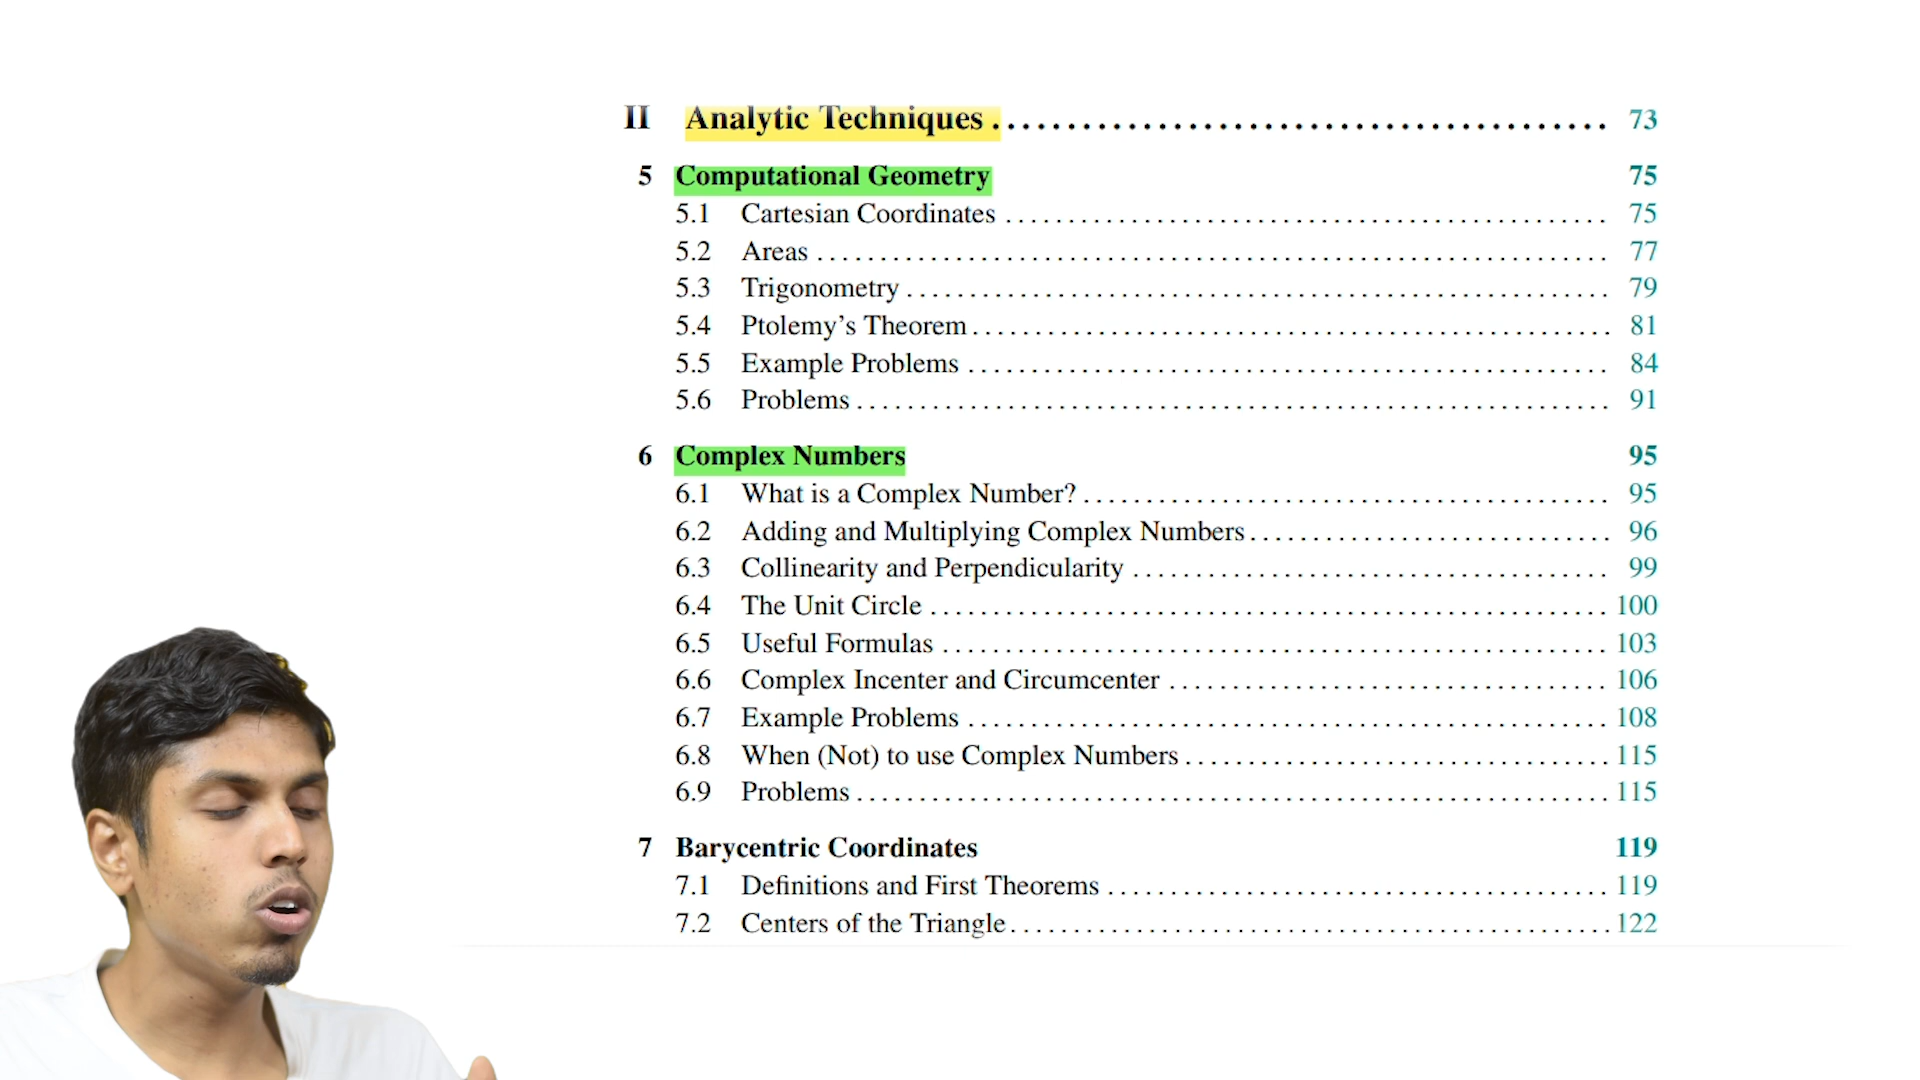 II Analytic Techniques . . . . . . . . . . . . . . . . . . . . . . . . . . . . . . . . . . . . . . . . 73
5 Computational Geometry 75
5.1 Cartesian Coordinates . . . . . . . . . . . . . . . . . . . . . . . . . . . . . . . . . . . . . . . . 75
5.2 Areas . . . . . . . . . . . . . . . . . . . . . . . . . . . . . . . . . . . . . . . . 77
5.3 Trigonometry . . . . . . . . . . . . . . . . . . . . . . . . . . . . . . . . . . . . . . . . 79
5.4 Ptolemy’s Theorem . . . . . . . . . . . . . . . . . . . . . . . . . . . . . . . . . . . . . . . . 81
5.5 Example Problems . . . . . . . . . . . . . . . . . . . . . . . . . . . . . . . . . . . . . . . . 84
5.6 Problems . . . . . . . . . . . . . . . . . . . . . . . . . . . . . . . . . . . . . . . . 91
6 Complex Numbers 95
6.1 What is a Complex Number? . . . . . . . . . . . . . . . . . . . . . . . . . . . . . . . . . . . . . . . . 95
6.2 Adding and Multiplying Complex Numbers . . . . . . . . . . . . . . . . . . . . . . . . . . . . . 96
6.3 Collinearity and Perpendicularity . . . . . . . . . . . . . . . . . . . . . . . . . . . . . . . . . . . . . . 99
6.4 The Unit Circle . . . . . . . . . . . . . . . . . . . . . . . . . . . . . . . . . . . . . . . . 100
6.5 Useful Formulas . . . . . . . . . . . . . . . . . . . . . . . . . . . . . . . . . . . . . . . . 103
6.6 Complex Incenter and Circumcenter . . . . . . . . . . . . . . . . . . . . . . . . . . . . . . . . . . . 106
6.7 Example Problems . . . . . . . . . . . . . . . . . . . . . . . . . . . . . . . . . . . . . . . . 108
6.8 When (Not) to use Complex Numbers . . . . . . . . . . . . . . . . . . . . . . . . . . . . . . . . . . 115
6.9 Problems . . . . . . . . . . . . . . . . . . . . . . . . . . . . . . . . . . . . . . . . 115
7 Barycentric Coordinates 119
7.1 Definitions and First Theorems . . . . . . . . . . . . . . . . . . . . . . . . . . . . . . . . . . . . . . . . 119
7.2 Centers of the Triangle . . . . . . . . . . . . . . . . . . . . . . . . . . . . . . . . . . . . . . . . 122